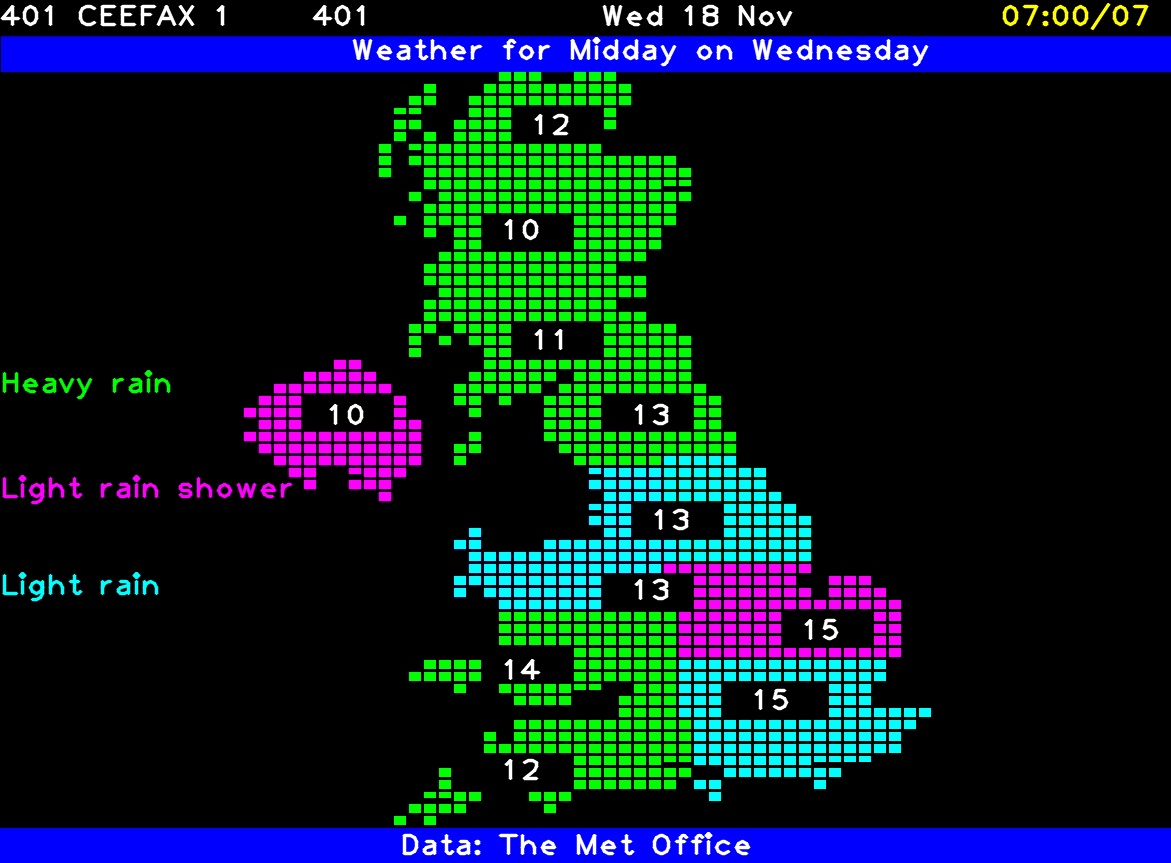 401 CEEFAX 1 401 Wed 18 Nov 07:00/07
Weather for Midday on Wednesday
12
10
11
Heavy rain
10 13
Light rain shower
13
Light rain 13
15
14
15
12
Data: The Met Office